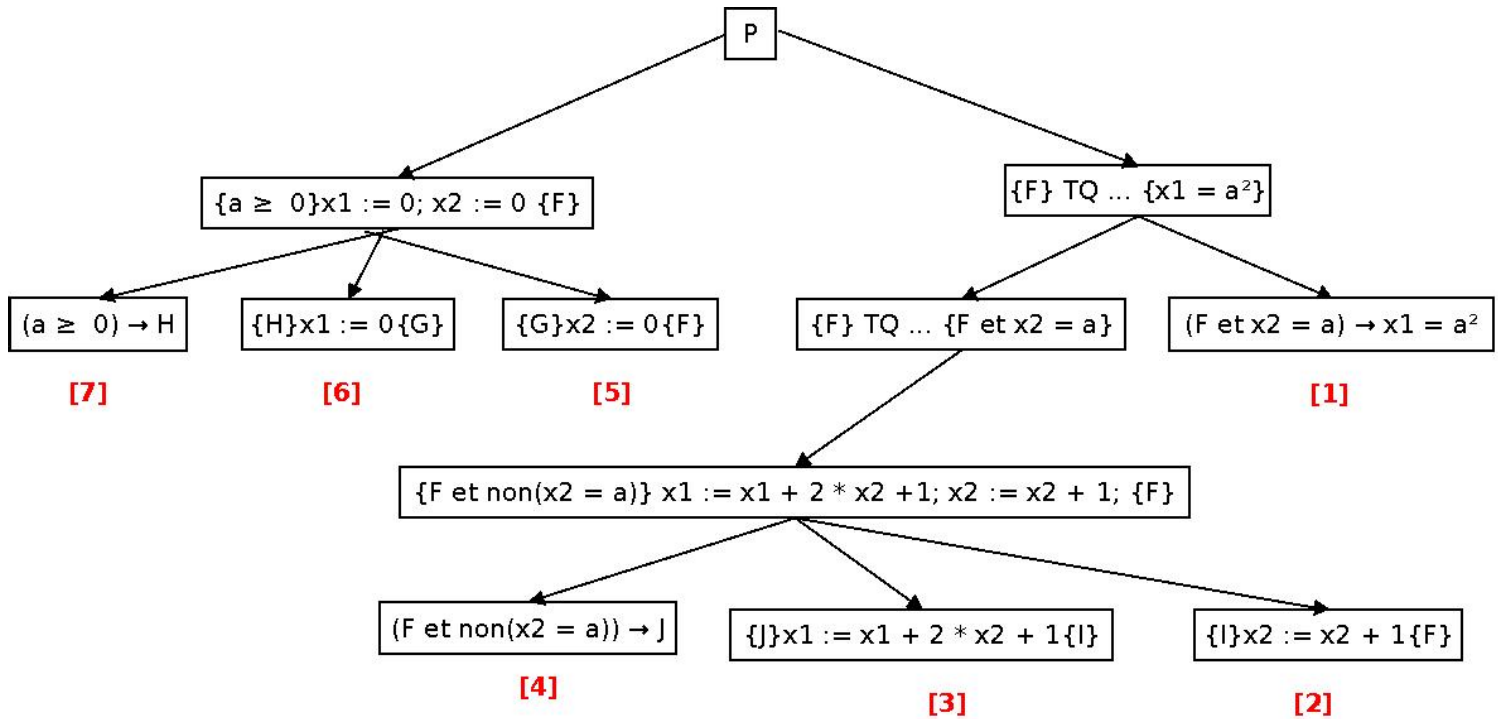 P
{a ≥ 0}x1 := 0; x2 := 0 {F}
{F} TQ ... {x1 = a²}
(a ≥ 0) → H
{H}x1 := 0{G}
{G}x2 := 0{F}
{F} TQ ... {F et x2 = a}
(F et x2 = a) → x1 = a²
[7]
[6]
[5]
[1]
{F et non(x2 = a)} x1 := x1 + 2 * x2 +1; x2 := x2 + 1; {F}
(F et non(x2 = a)) → J
{J}x1 := x1 + 2 * x2 + 1{I}
{I}x2 := x2 + 1{F}
[4]
[3]
[2]